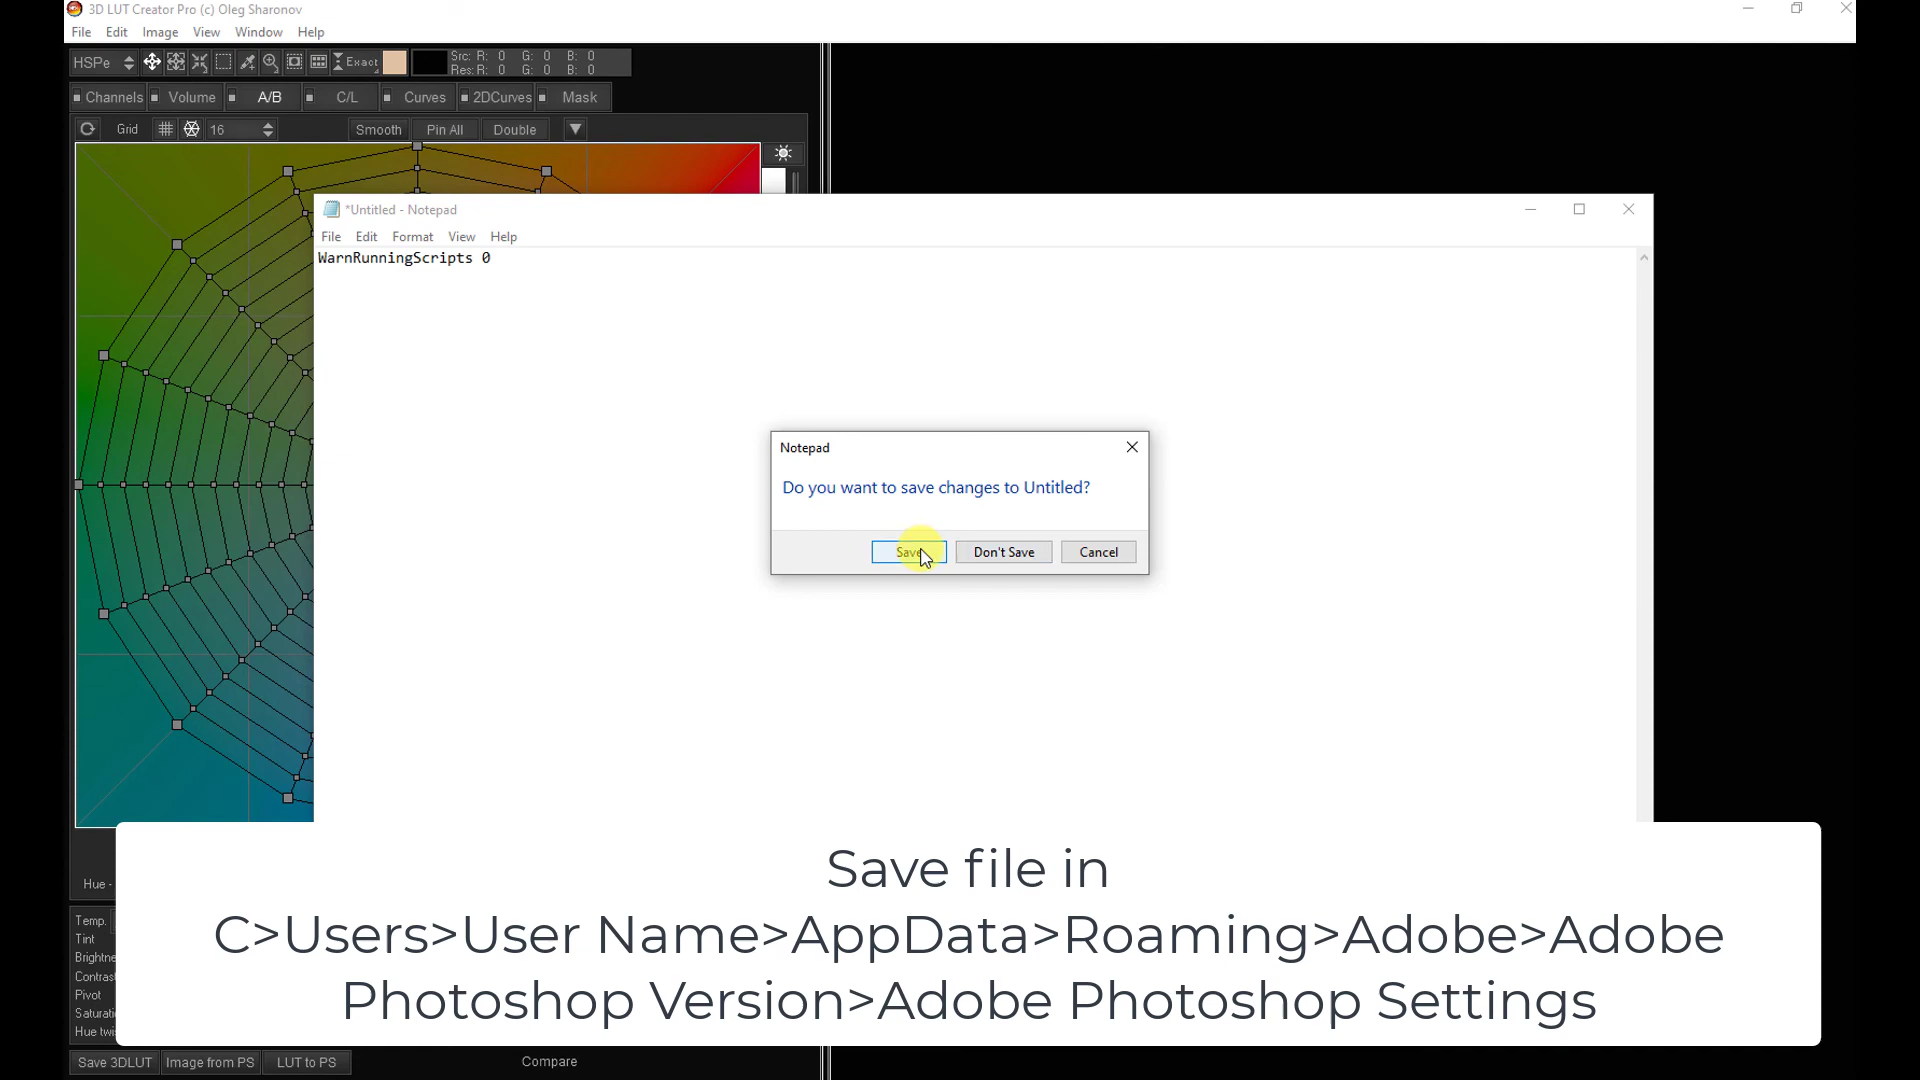 3D LUT Creator Pro (c) Oleg Sharonov
File Edit Image View Window Help
HSPe Exact Src: R: 0 G: 0 B: 0
Res: R: 0 G: 0 B: 0
Channels Volume A/B C/L Curves 2DCurves Mask
Grid 16 Smooth Pin All Double
*Untitled - Notepad
File Edit Format View Help
WarnRunningScripts 0
Notepad
Do you want to save changes to Untitled?
Save Don't Save Cancel
Save file in
C>Users>User Name>AppData>Roaming>Adobe>Adobe
Photoshop Version>Adobe Photoshop Settings
Hue -
Temp.
Tint
Pivot
Save 3DLUT Image from PS LUT to PS Compare